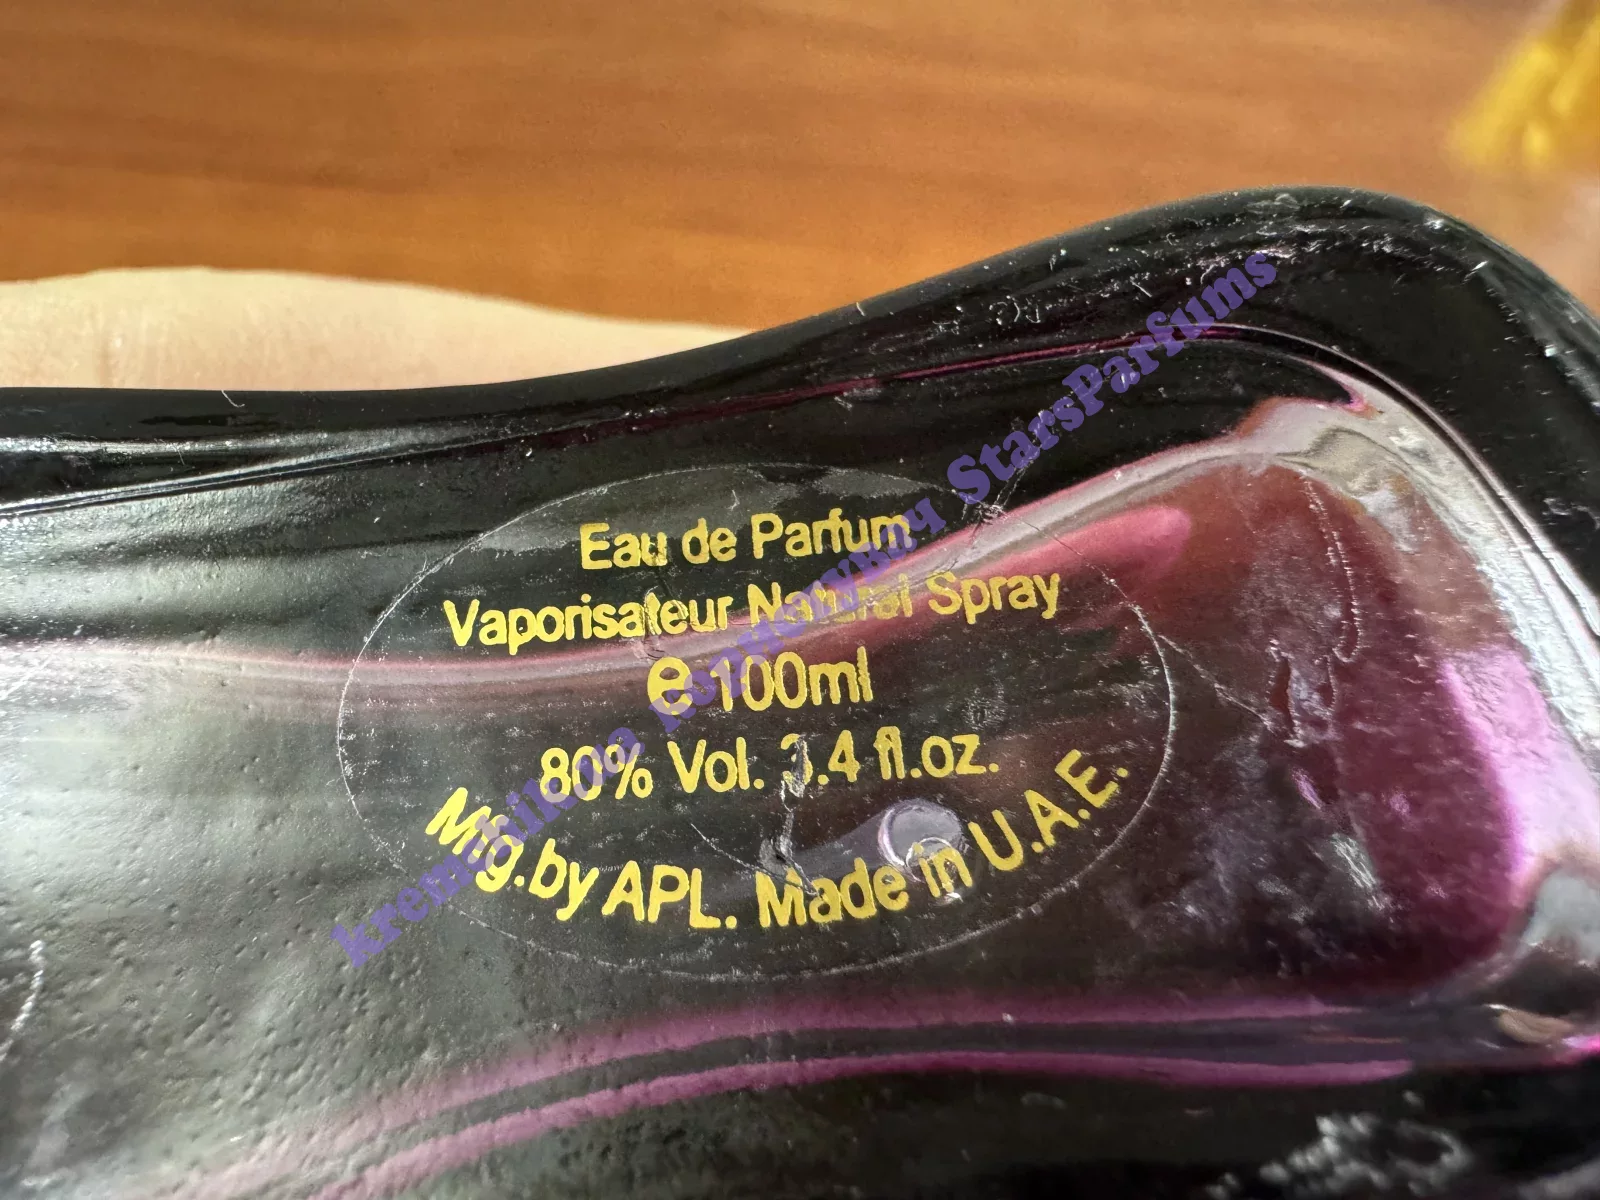 Eau de Parfum
Vaporisateur Natural Spray
e 100ml
80% Vol. 3.4 fl.oz.
Mfg.by APL. Made in U.A.E.
StarsParfums